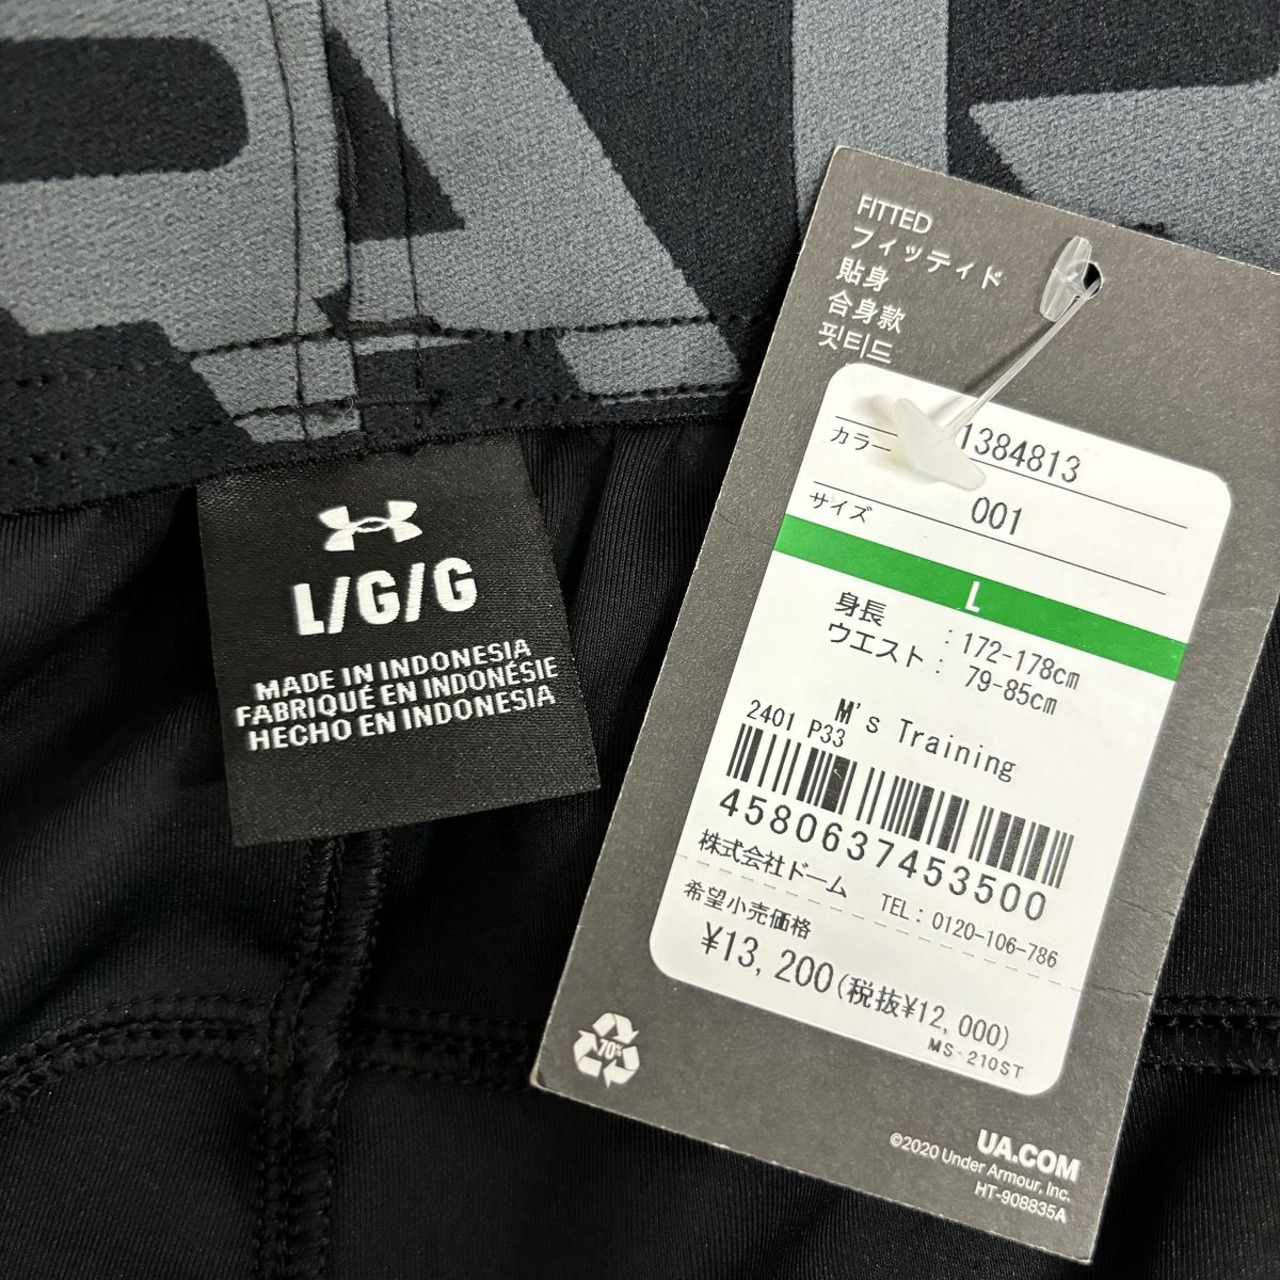 L/G/G
MADE IN INDONESIA
FABRIQUÉ EN INDONÉSIE
HECHO EN INDONESIA
FITTED
フィッティド
貼身
合身款
핏티드
1384813
カラー
001
サイズ
L
身長 : 172-178cm
ウエスト : 79-85cm
M's Training
2401 P33
4580637453500
株式会社ドーム TEL: 0120-106-786
希望小売価格
¥13,200(税抜¥12,000)
MS-210ST
70%
UA.COM
©2020 Under Armour, Inc.
HT-908835A